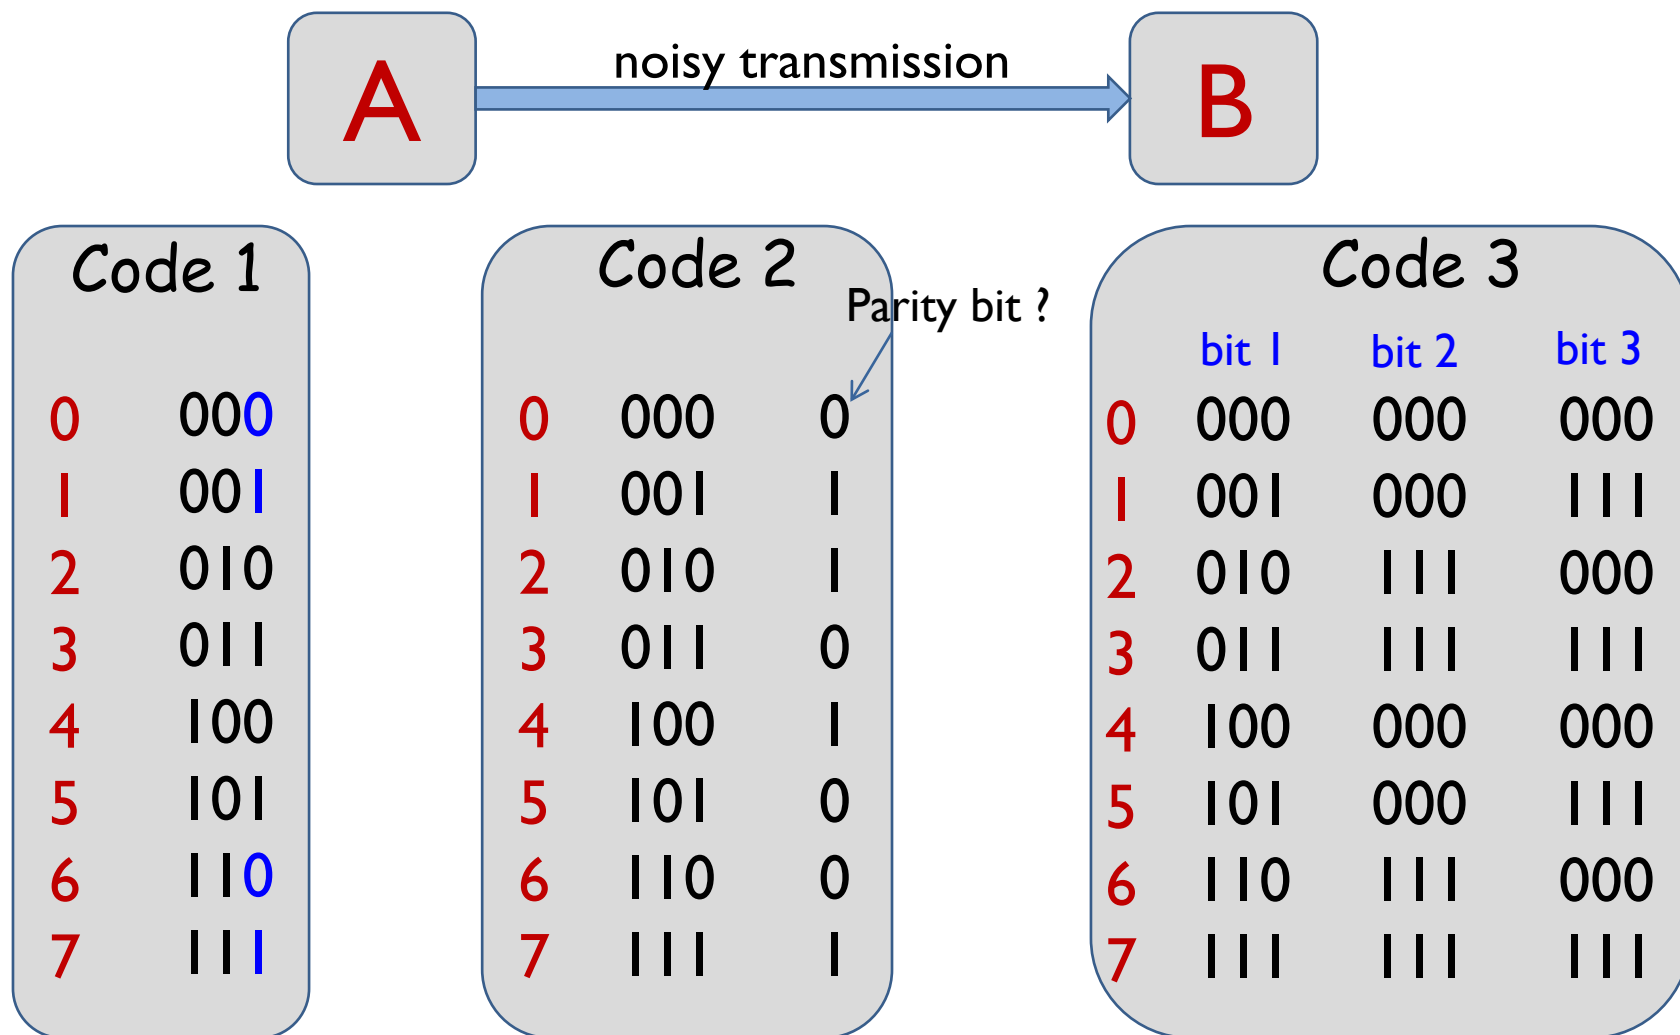 A noisy transmission B
Code 1
0 000
1 001
2 010
3 011
4 100
5 101
6 110
7 111
Code 2
Parity bit ?
0 000 0
1 001 1
2 010 1
3 011 0
4 100 1
5 101 0
6 110 0
7 111 1
Code 3
bit 1 bit 2 bit 3
0 000 000 000
1 001 000 111
2 010 111 000
3 011 111 111
4 100 000 000
5 101 000 111
6 110 111 000
7 111 111 111